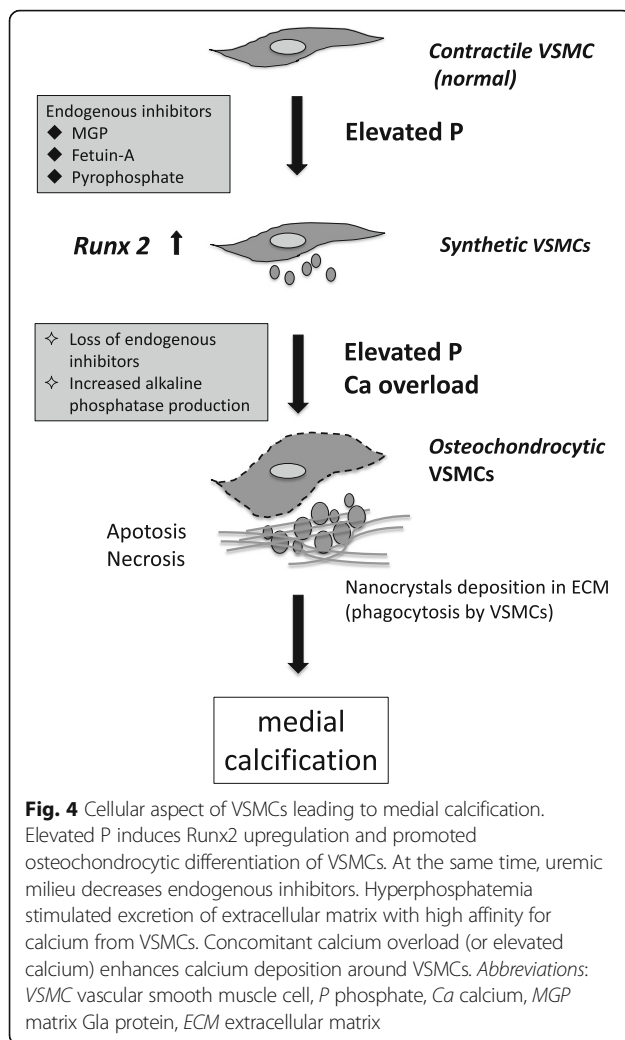 Contractile VSMC
(normal)
Endogenous inhibitors
◆ MGP
◆ Fetuin-A
◆ Pyrophosphate
Elevated P
Runx 2
Synthetic VSMCs
✧ Loss of endogenous
inhibitors
✧ Increased alkaline
phosphatase production
Elevated P
Ca overload
Osteochondrocytic
VSMCs
Apotosis
Necrosis
Nanocrystals deposition in ECM
(phagocytosis by VSMCs)
medial
calcification
Fig. 4 Cellular aspect of VSMCs leading to medial calcification.
Elevated P induces Runx2 upregulation and promoted
osteochondrocytic differentiation of VSMCs. At the same time, uremic
milieu decreases endogenous inhibitors. Hyperphosphatemia
stimulated excretion of extracellular matrix with high affinity for
calcium from VSMCs. Concomitant calcium overload (or elevated
calcium) enhances calcium deposition around VSMCs. Abbreviations:
VSMC vascular smooth muscle cell, P phosphate, Ca calcium, MGP
matrix Gla protein, ECM extracellular matrix